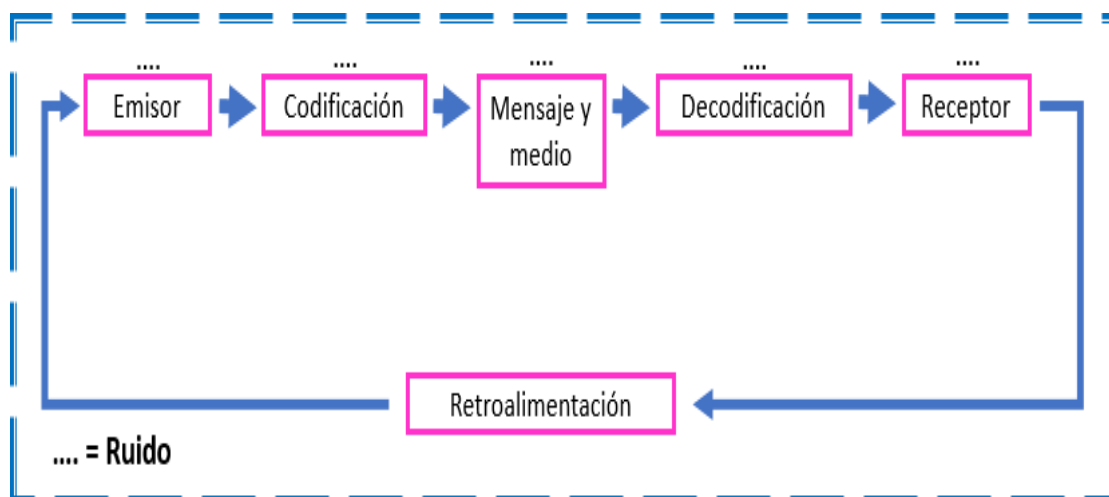 .... .... .... .... ....
Emisor Codificación Mensaje y Decodificación Receptor
medio
Retroalimentación
.... = Ruido